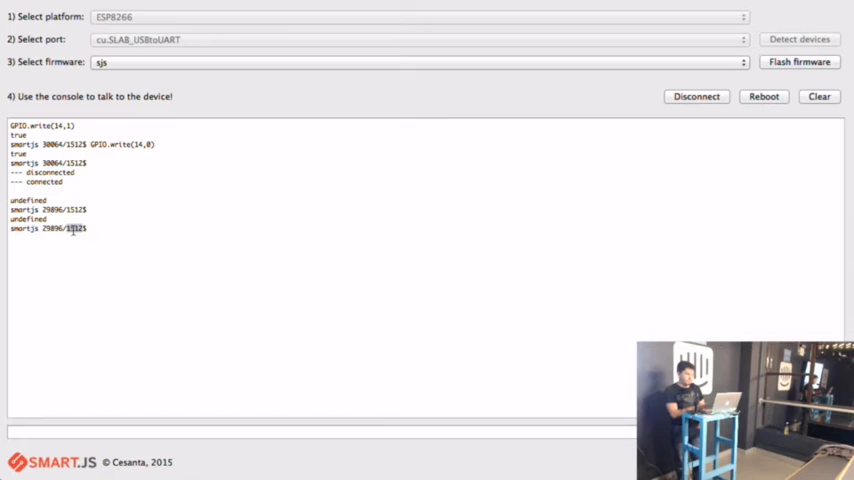 1) Select platform: ESP8266
2) Select port: cu.SLAB_USBtoUART Detect devices
3) Select firmware: sjs Flash firmware
4) Use the console to talk to the device! Disconnect Reboot Clear
GPIO.write(14,1)
true
smartjs 30064/1512$ GPIO.write(14,0)
true
smartjs 30064/1512$
--- disconnected
--- connected
undefined
smartjs 29896/1512$
undefined
smartjs 29896/1512$
SMART.JS © Cesanta, 2015